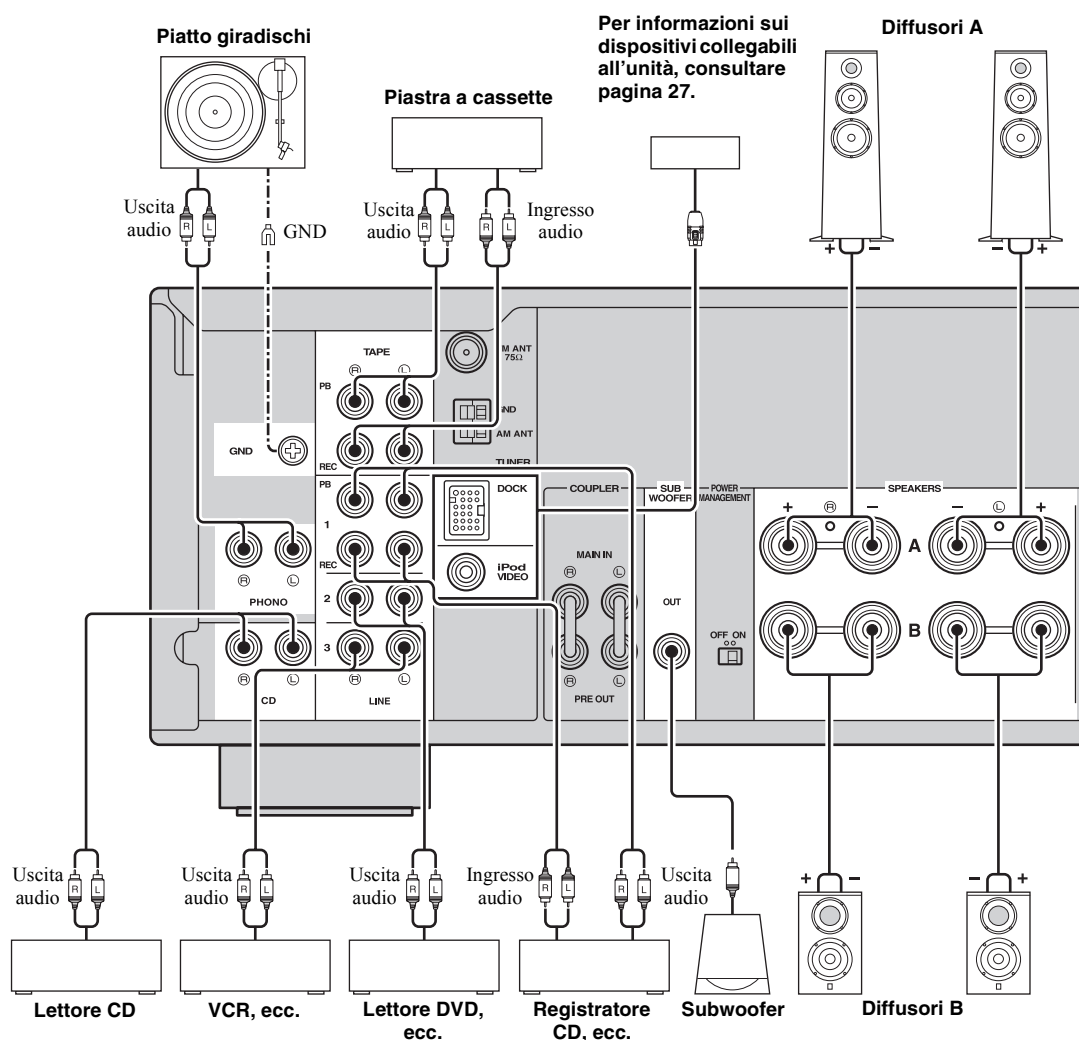 Piatto giradischi
Piastra a cassette
Per informazioni sui
dispositivi collegabili
all'unità, consultare
pagina 27.
Diffusori A
Uscita
audio
R
L
GND
Uscita
audio
R
L
R
L
Ingresso
audio
+
–
–
+
TAPE
R
L
PB
REC
M ANT
75Ω
GND
AM ANT
TUNER
GND
PB
1
REC
2
3
R
L
LINE
R
L
PHONO
R
L
CD
DOCK
iPod
VIDEO
COUPLER
MAIN IN
R
L
R
L
PRE OUT
SUB
WOOFER
OUT
POWER
MANAGEMENT
OFF ON
SPEAKERS
+
R
–
–
L
+
A
B
Uscita
audio
R
L
Uscita
audio
R
L
Uscita
audio
R
L
Ingresso
audio
R
L
R
L
Uscita
audio
+
–
–
+
Lettore CD
VCR, ecc.
Lettore DVD,
ecc.
Registratore
CD, ecc.
Subwoofer
Diffusori B